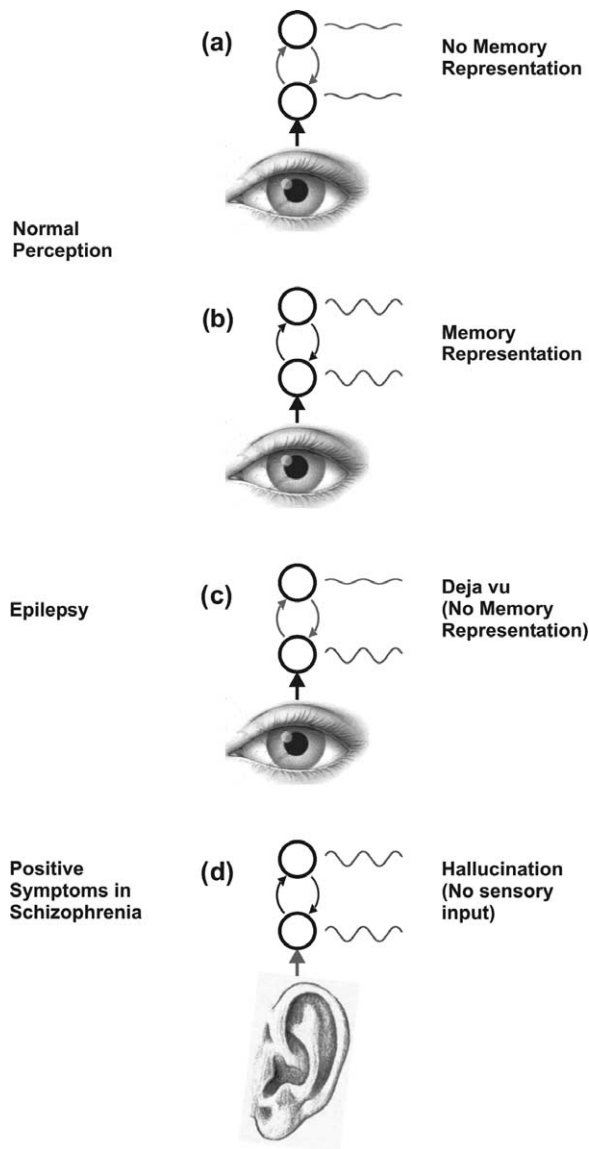 (a)
No Memory
Representation
Normal
Perception
(b)
Memory
Representation
Epilepsy
(c)
Deja vu
(No Memory
Representation)
Positive
Symptoms in
Schizophrenia
(d)
Hallucination
(No sensory
input)